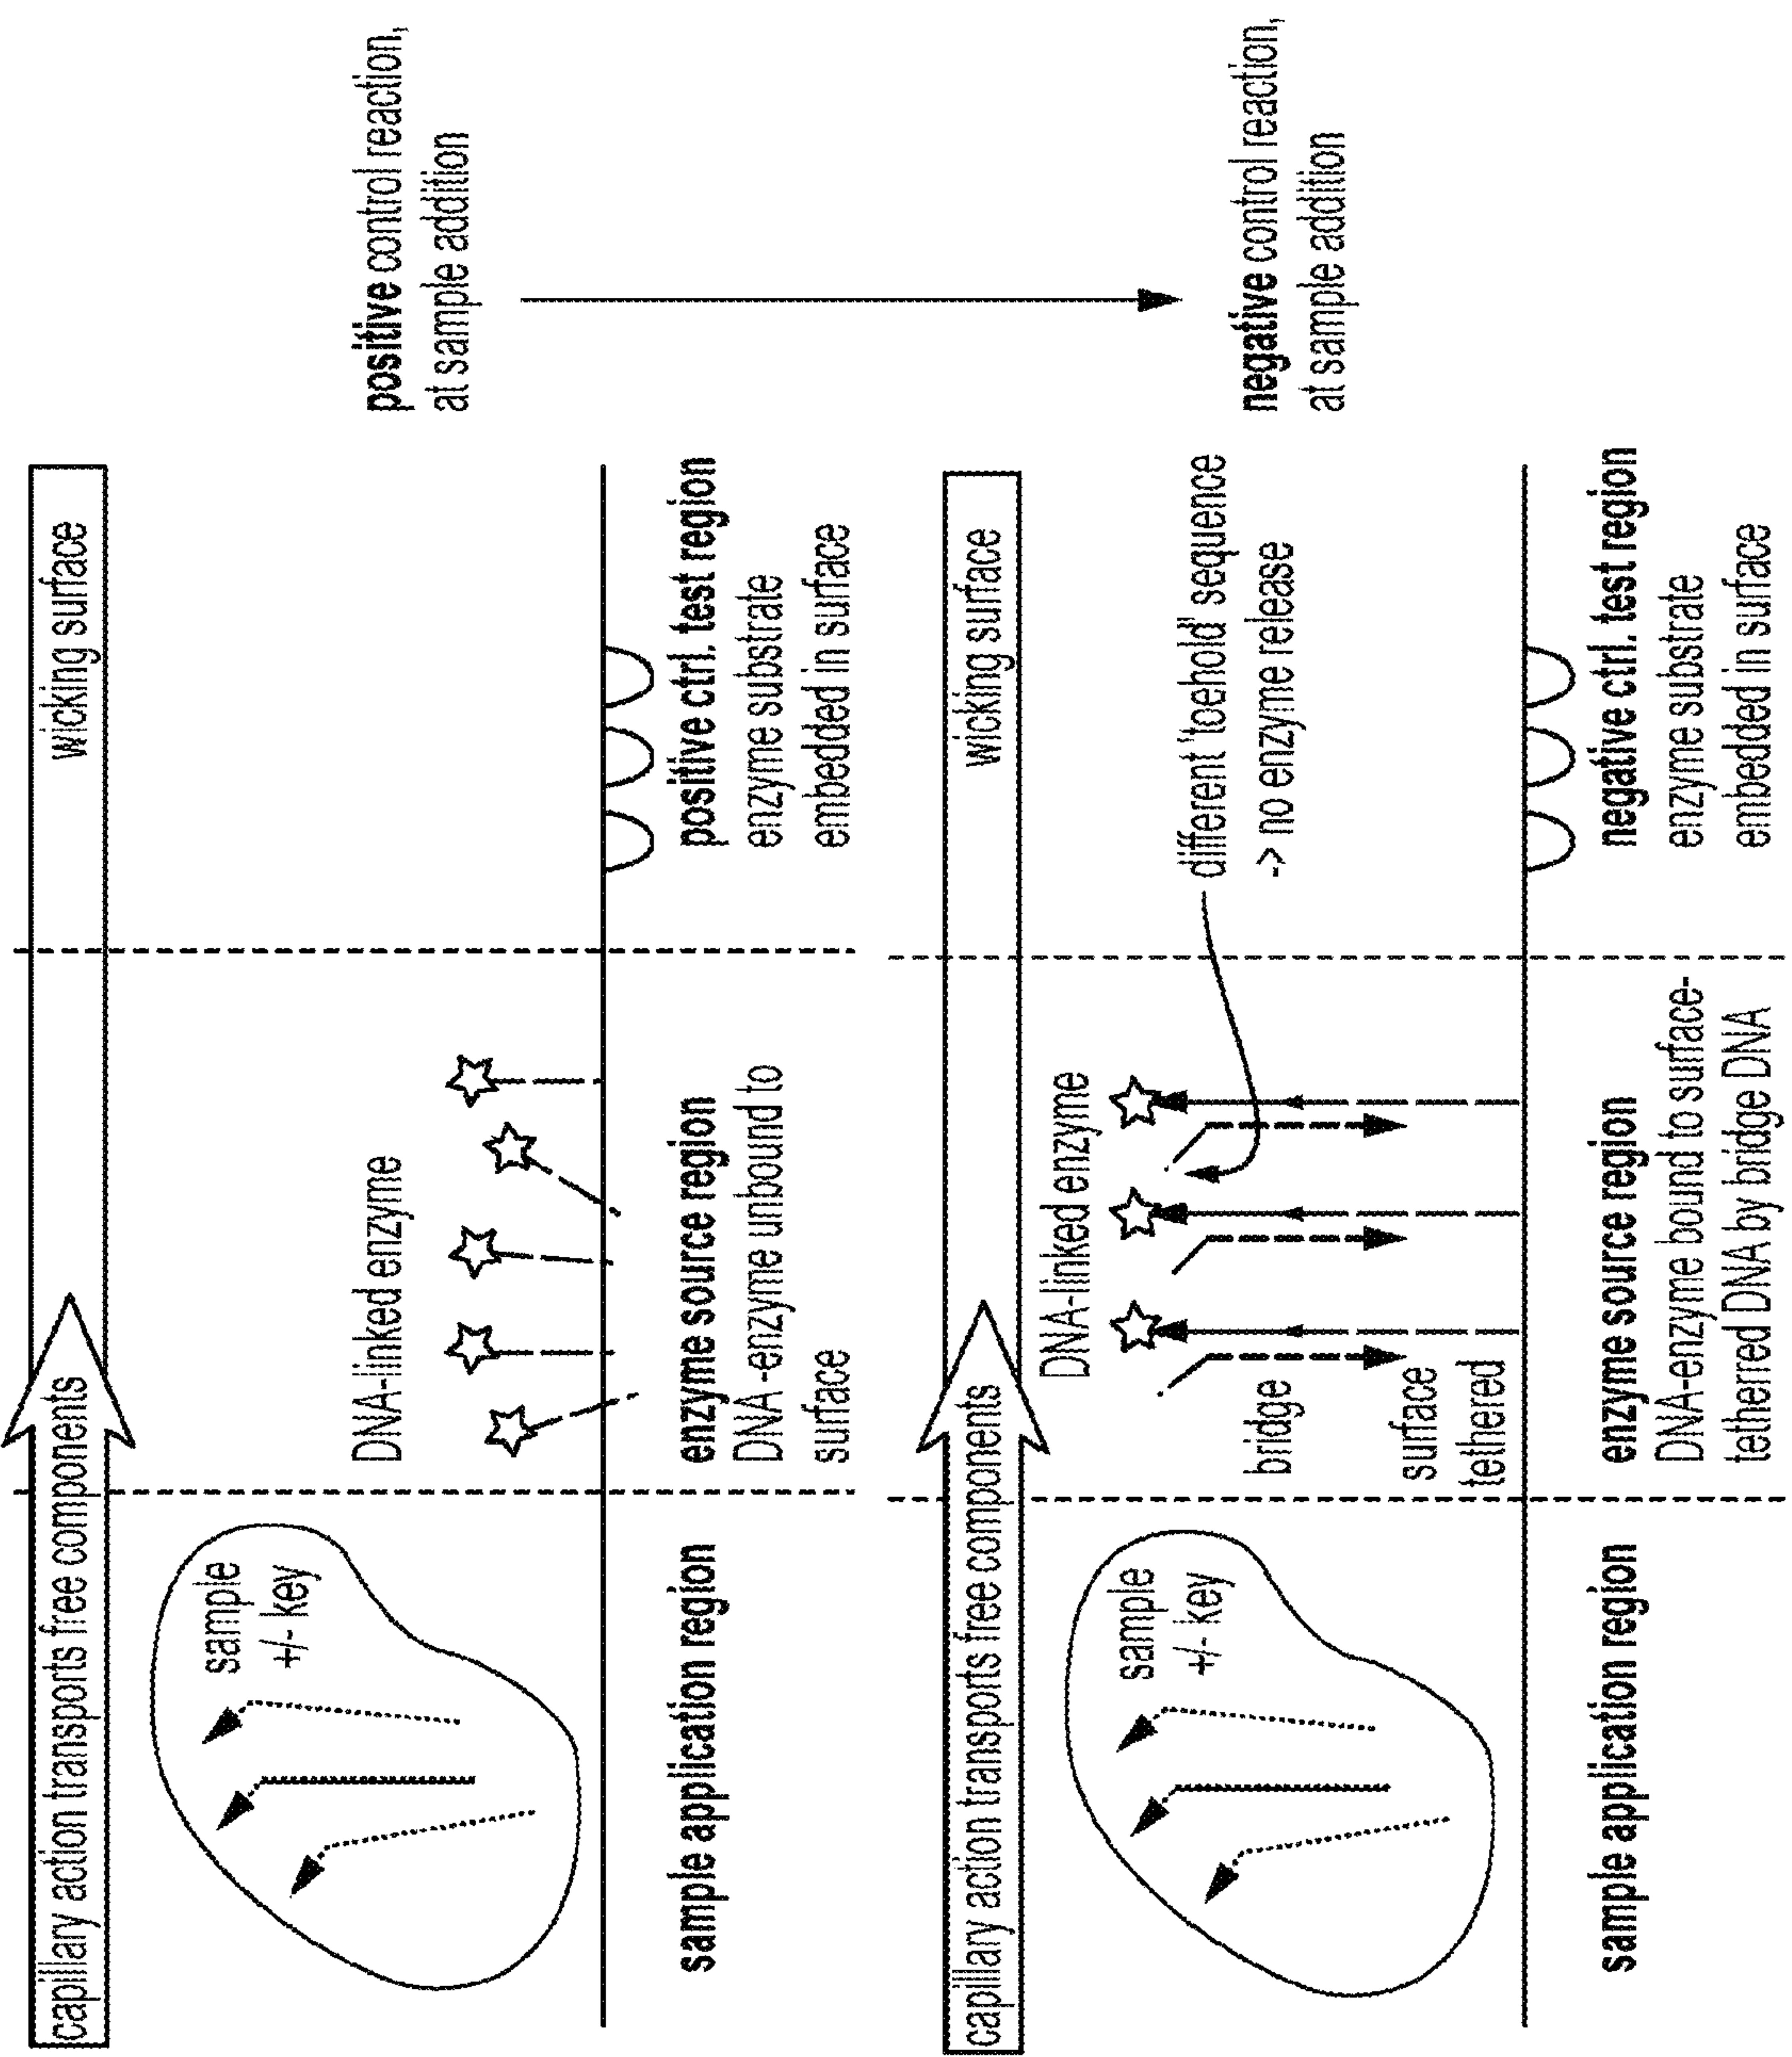 capillary action transports free components
wicking surface
sample
+/- key
DNA-linked enzyme
positive control reaction,
at sample addition
sample application region
enzyme source region
DNA -enzyme unbound to
surface
positive ctrl. test region
enzyme substrate
embedded in surface
capillary action transports free components
wicking surface
sample
+/- key
DNA-linked enzyme
bridge
surface
tethered
different 'toehold" sequence
-> no enzyme release
negative control reaction,
at sample addition
sample application region
enzyme source region
DNA-enzyme bound to surface-
tetherred DNA by bridge DNA
negative ctrl. test region
enzyme substrate
embedded in surface